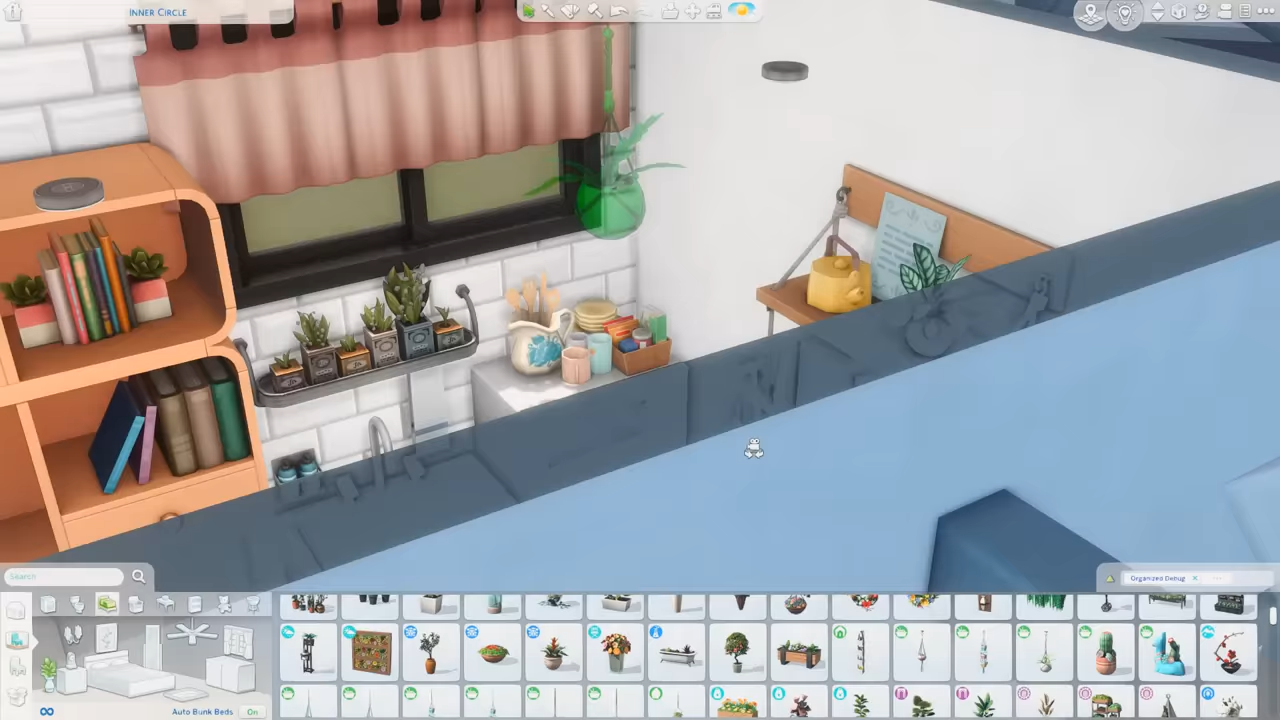 INNER CIRCLE
Search
Organized Debug
Auto Bunk Beds
On